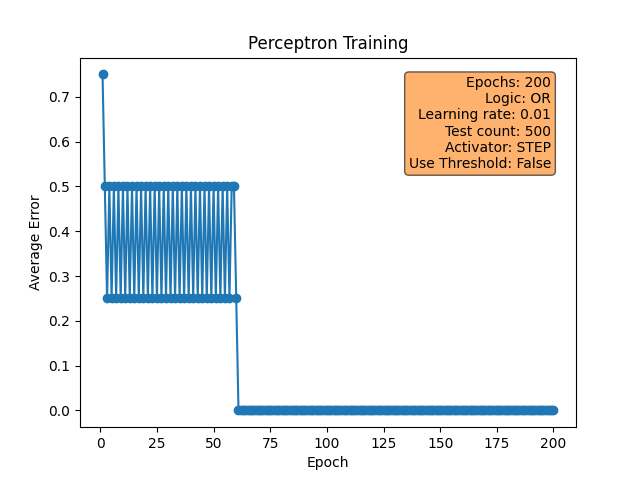 Perceptron Training
Epochs: 200
Logic: OR
Learning rate: 0.01
Test count: 500
Activator: STEP
Use Threshold: False
Average Error
0.7
0.6
0.5
0.4
0.3
0.2
0.1
0.0
0 25 50 75 100 125 150 175 200
Epoch